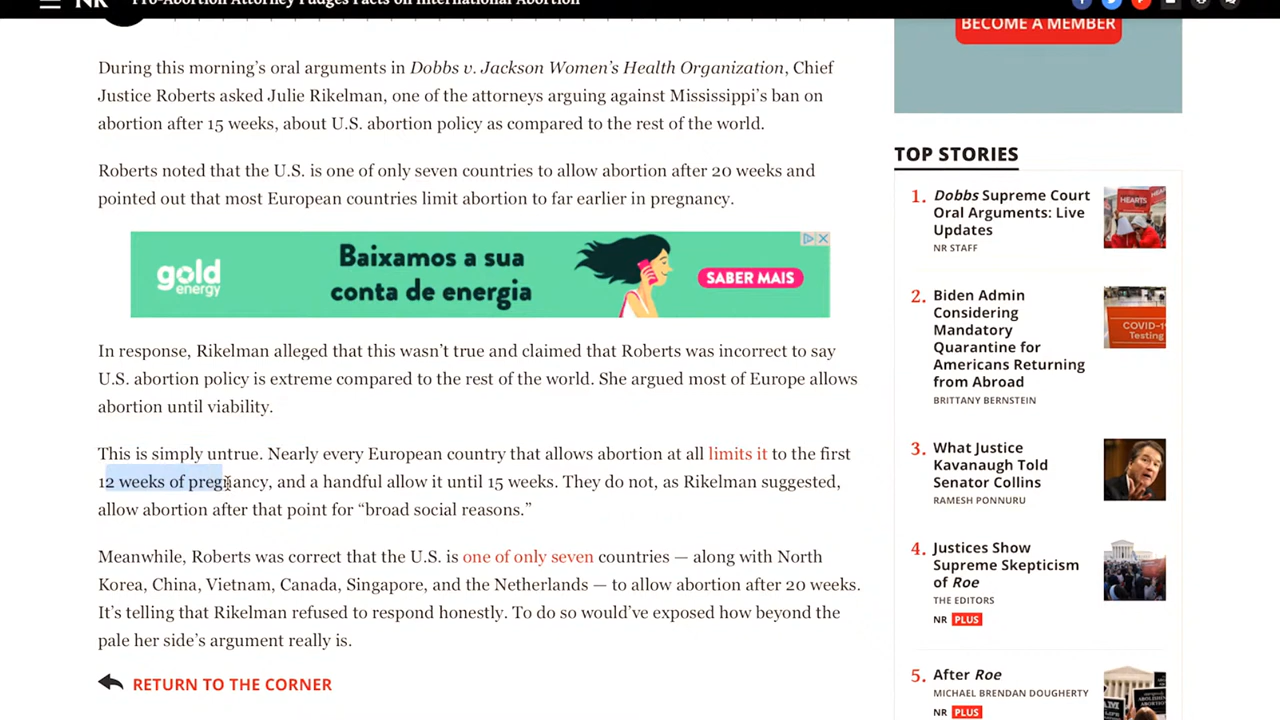 NR Pro-Abortion Attorney Fudges Facts on International Abortion
During this morning's oral arguments in Dobbs v. Jackson Women's Health Organization, Chief
Justice Roberts asked Julie Rikelman, one of the attorneys arguing against Mississippi's ban on
abortion after 15 weeks, about U.S. abortion policy as compared to the rest of the world.
Roberts noted that the U.S. is one of only seven countries to allow abortion after 20 weeks and
pointed out that most European countries limit abortion to far earlier in pregnancy.
gold
energy
Baixamos a sua
conta de energia
SABER MAIS
In response, Rikelman alleged that this wasn't true and claimed that Roberts was incorrect to say
U.S. abortion policy is extreme compared to the rest of the world. She argued most of Europe allows
abortion until viability.
This is simply untrue. Nearly every European country that allows abortion at all limits it to the first
12 weeks of pregnancy, and a handful allow it until 15 weeks. They do not, as Rikelman suggested,
allow abortion after that point for “broad social reasons.”
Meanwhile, Roberts was correct that the U.S. is one of only seven countries — along with North
Korea, China, Vietnam, Canada, Singapore, and the Netherlands — to allow abortion after 20 weeks.
It's telling that Rikelman refused to respond honestly. To do so would've exposed how beyond the
pale her side's argument really is.
RETURN TO THE CORNER
BECOME A MEMBER
TOP STORIES
1. Dobbs Supreme Court
Oral Arguments: Live
Updates
NR STAFF
HEARTS
2. Biden Admin
Considering
Mandatory
Quarantine for
Americans Returning
from Abroad
BRITTANY BERNSTEIN
COVID-1
Testing
3. What Justice
Kavanaugh Told
Senator Collins
RAMESH PONNURU
4. Justices Show
Supreme Skepticism
of Roe
THE EDITORS
NR PLUS
5. After Roe
MICHAEL BRENDAN DOUGHERTY
NR PLUS